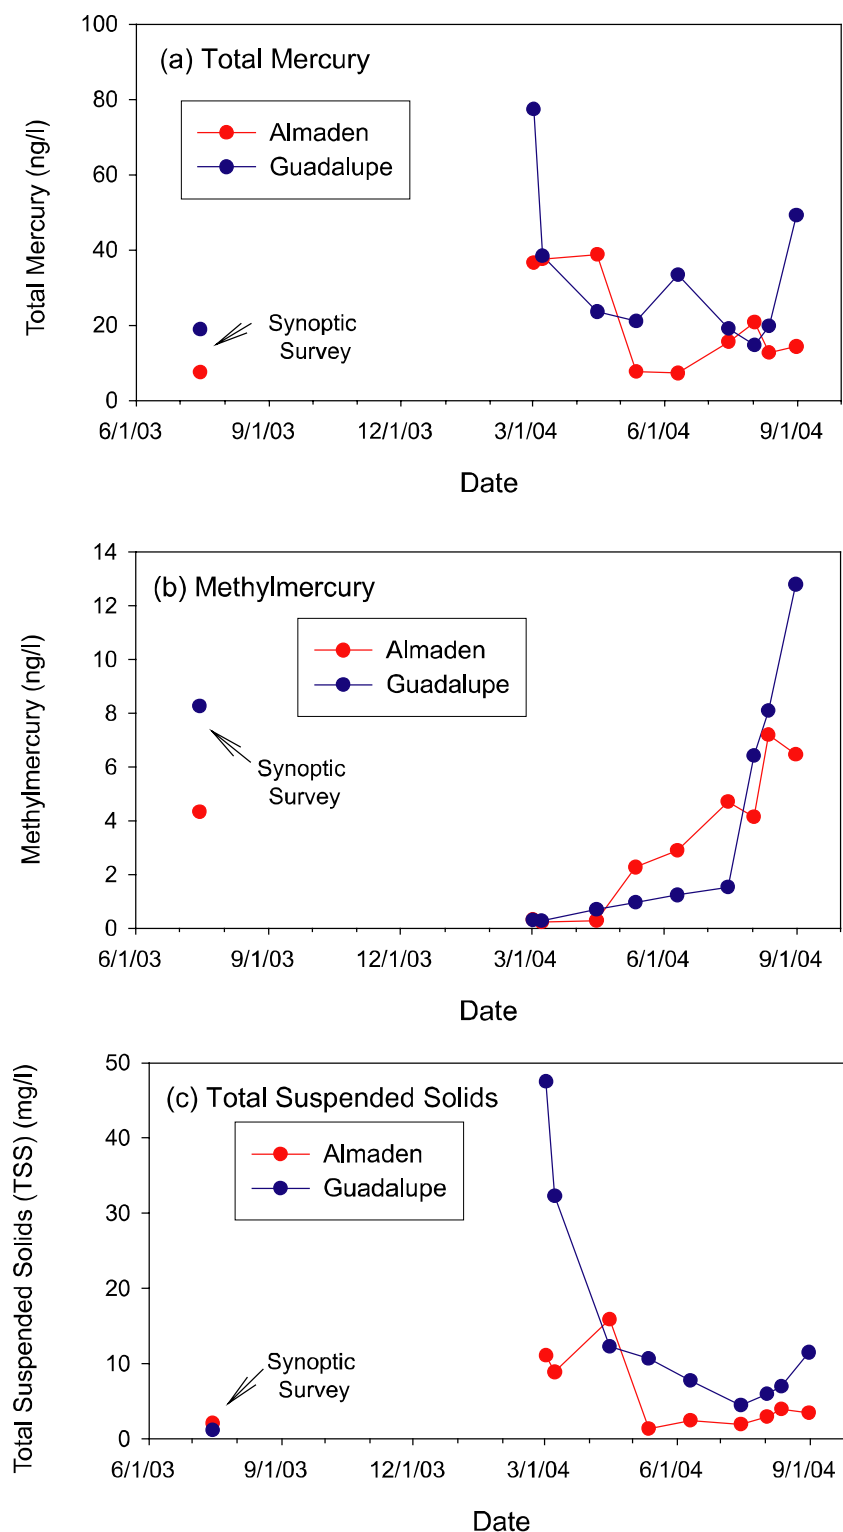 100
(a) Total Mercury
80
Almaden
Guadalupe
60
Total Mercury (ng/l)
40
Synoptic
Survey
20
0
6/1/03 9/1/03 12/1/03 3/1/04 6/1/04 9/1/04
Date
14
(b) Methylmercury
12
Almaden
Guadalupe
10
8
Methylmercury (ng/l)
Synoptic
Survey
6
4
2
0
6/1/03 9/1/03 12/1/03 3/1/04 6/1/04 9/1/04
Date
50
(c) Total Suspended Solids
Almaden
Guadalupe
40
30
Total Suspended Solids (TSS) (mg/l)
20
10
Synoptic
Survey
0
6/1/03 9/1/03 12/1/03 3/1/04 6/1/04 9/1/04
Date